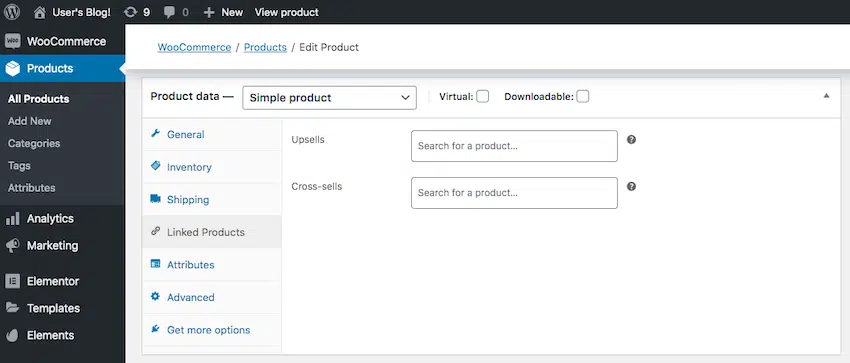 User's Blog! 9 0 + New View product
WooCommerce
Products
All Products
Add New
Categories
Tags
Attributes
Analytics
Marketing
Elementor
Templates
Elements
WooCommerce / Products / Edit Product
Product data — Simple product Virtual: Downloadable:
General
Inventory
Shipping
Linked Products
Attributes
Advanced
Get more options
Upsells Search for a product... ?
Cross-sells Search for a product... ?